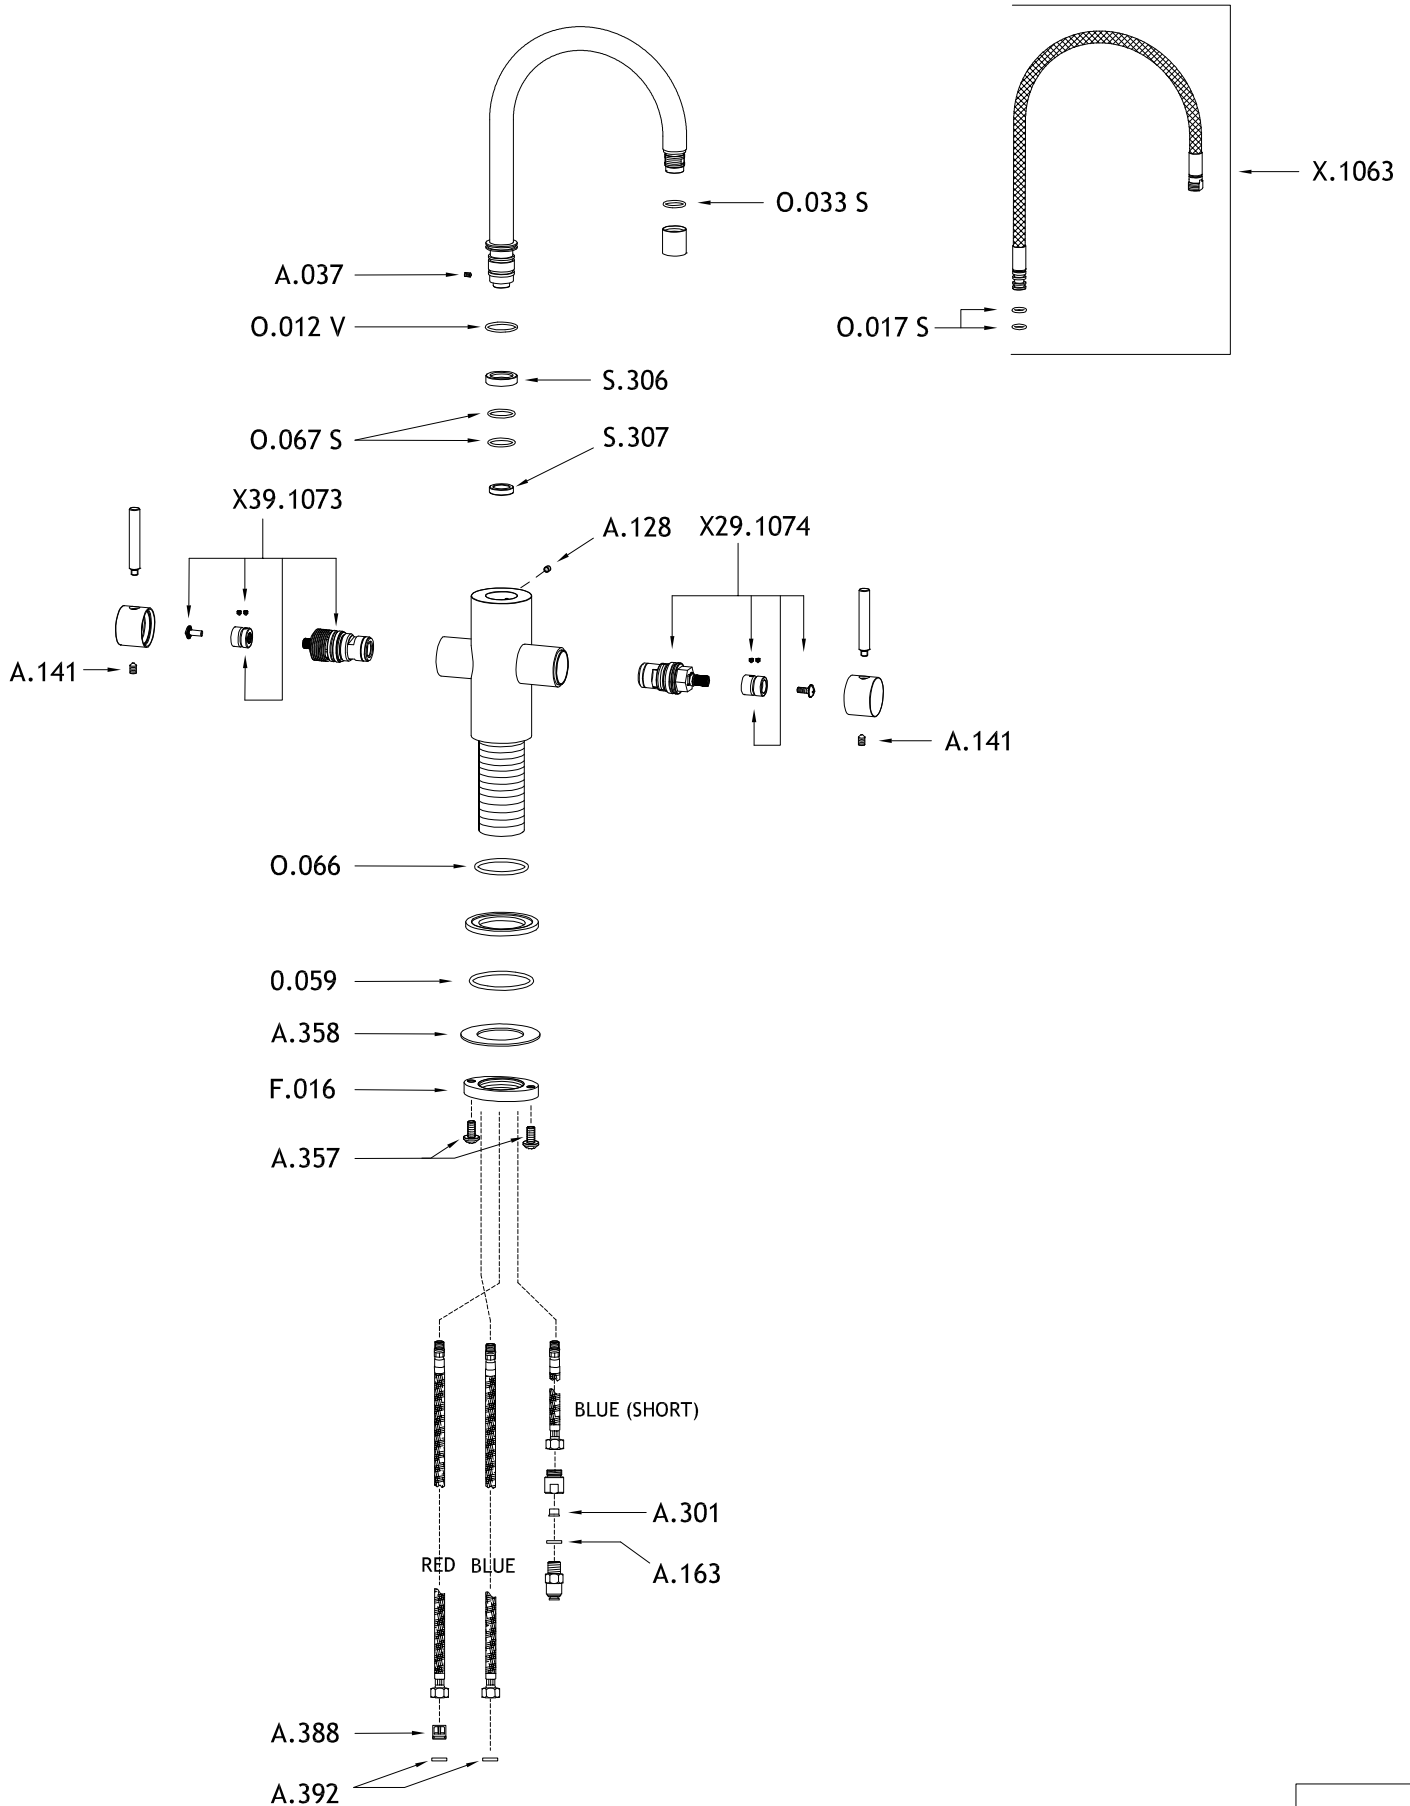 X.1063
O.033 S
A.037
O.012 V
O.017 S
S.306
O.067 S
S.307
X39.1073
A.128
X29.1074
A.141
A.141
O.066
0.059
A.358
F.016
A.357
BLUE (SHORT)
A.301
RED
BLUE
A.163
A.388
A.392